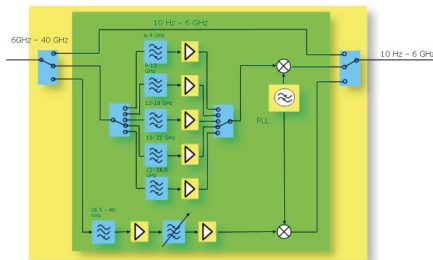 10 Hz – 6 GHz
6GHz – 40 GHz
10 Hz – 6 GHz
6-9 GHz
9-13
GHz
13-18 GHz
18-22 GHz
22-26,5
GHz
PLL
26,5 – 40
GHz